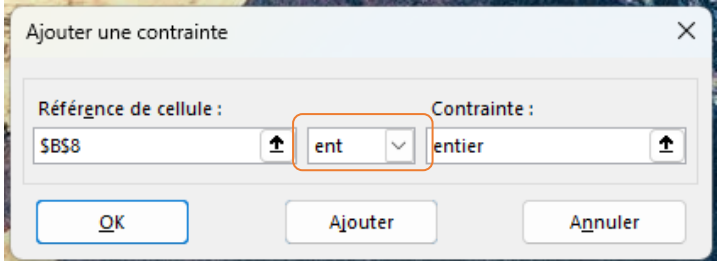 Ajouter une contrainte
Référence de cellule : Contrainte :
$B$8 ent entier
OK Ajouter Annuler